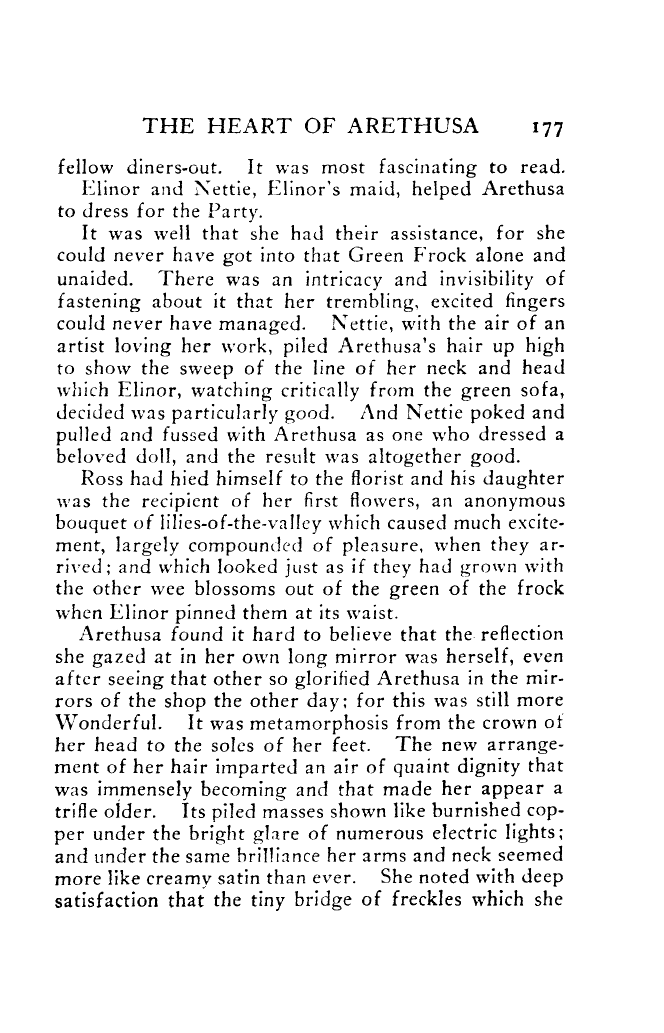 THE HEART OF ARETHUSA 177
fellow diners-out. It was most fascinating to read.
Elinor and Nettie, Elinor's maid, helped Arethusa
to dress for the Party.
It was well that she had their assistance, for she
could never have got into that Green Frock alone and
unaided. There was an intricacy and invisibility of
fastening about it that her trembling, excited fingers
could never have managed. Nettie, with the air of an
artist loving her work, piled Arethusa's hair up high
to show the sweep of the line of her neck and head
which Elinor, watching critically from the green sofa,
decided was particularly good. And Nettie poked and
pulled and fussed with Arethusa as one who dressed a
beloved doll, and the result was altogether good.
Ross had hied himself to the florist and his daughter
was the recipient of her first flowers, an anonymous
bouquet of lilies-of-the-valley which caused much excite-
ment, largely compounded of pleasure, when they ar-
rived; and which looked just as if they had grown with
the other wee blossoms out of the green of the frock
when Elinor pinned them at its waist.
Arethusa found it hard to believe that the reflection
she gazed at in her own long mirror was herself, even
after seeing that other so glorified Arethusa in the mir-
rors of the shop the other day; for this was still more
Wonderful. It was metamorphosis from the crown of
her head to the soles of her feet. The new arrange-
ment of her hair imparted an air of quaint dignity that
was immensely becoming and that made her appear a
trifle older. Its piled masses shown like burnished cop-
per under the bright glare of numerous electric lights;
and under the same brilliance her arms and neck seemed
more like creamy satin than ever. She noted with deep
satisfaction that the tiny bridge of freckles which she